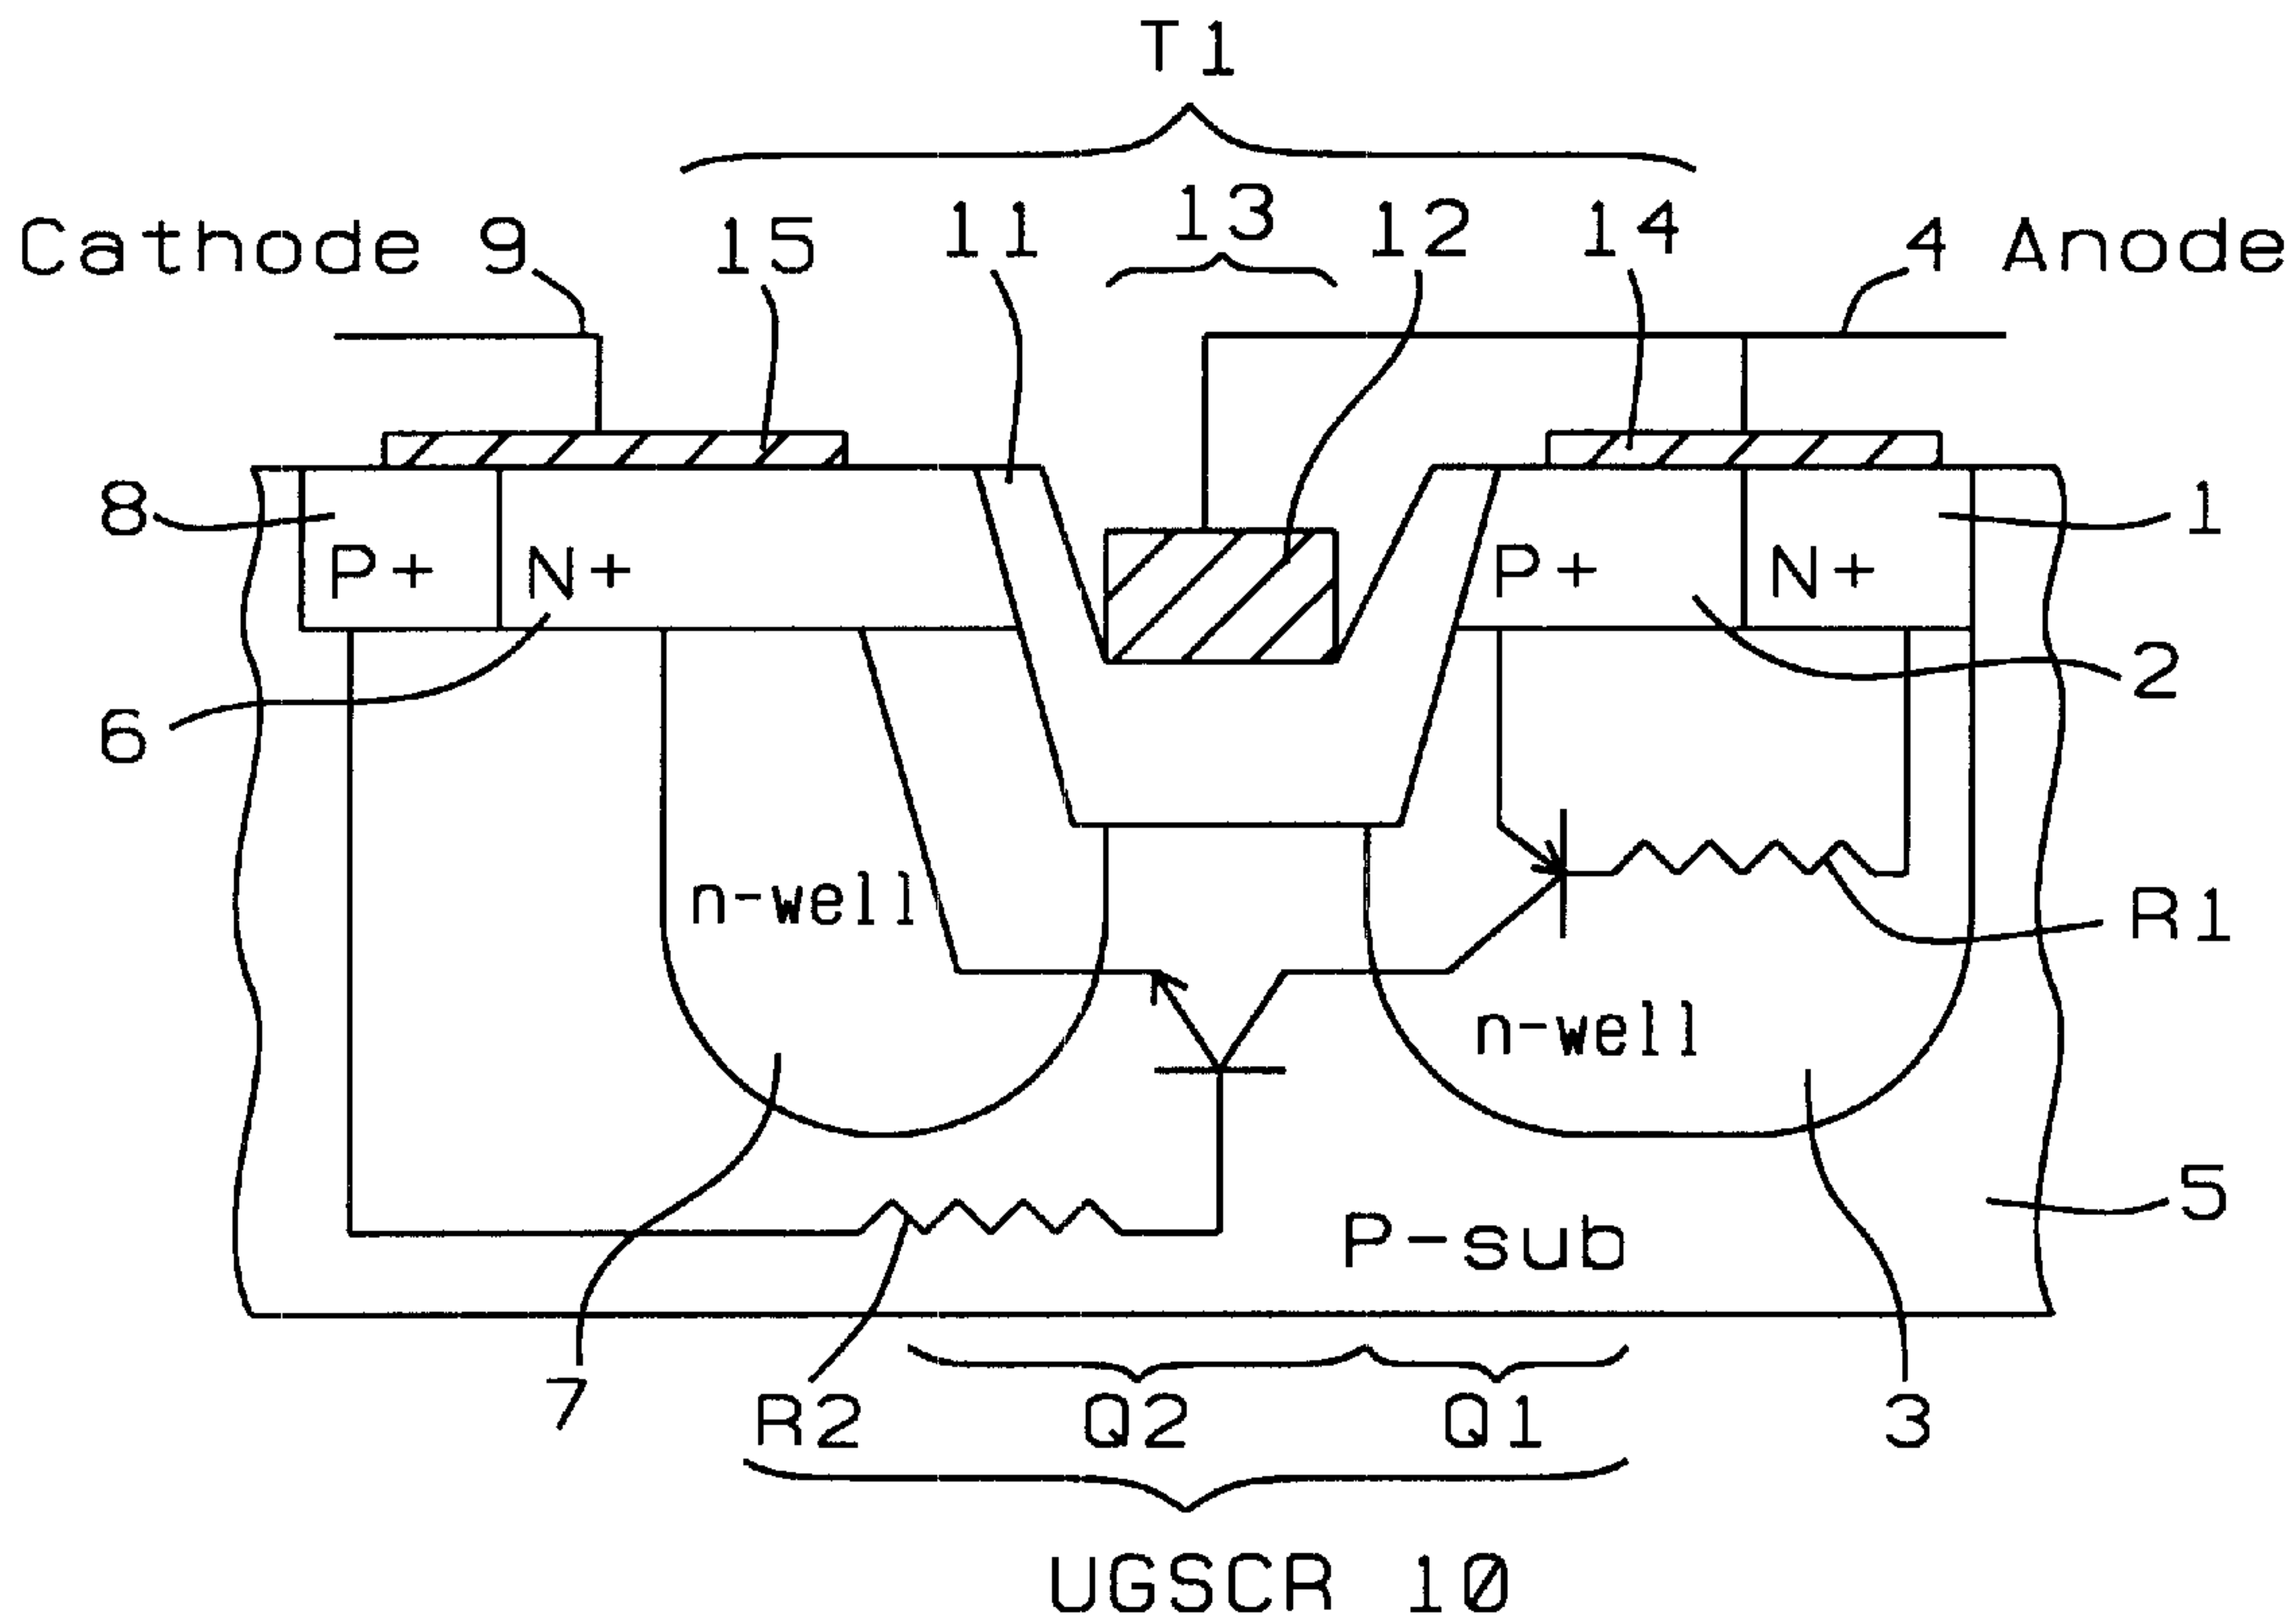 T1
13
Cathode 9 15 11 12 14 4 Anode
8 P+ N+ P+ N+ 1
6 2
n-well R1
n-well
P-sub 5
7 R2 Q2 Q1 3
UGSCR 10